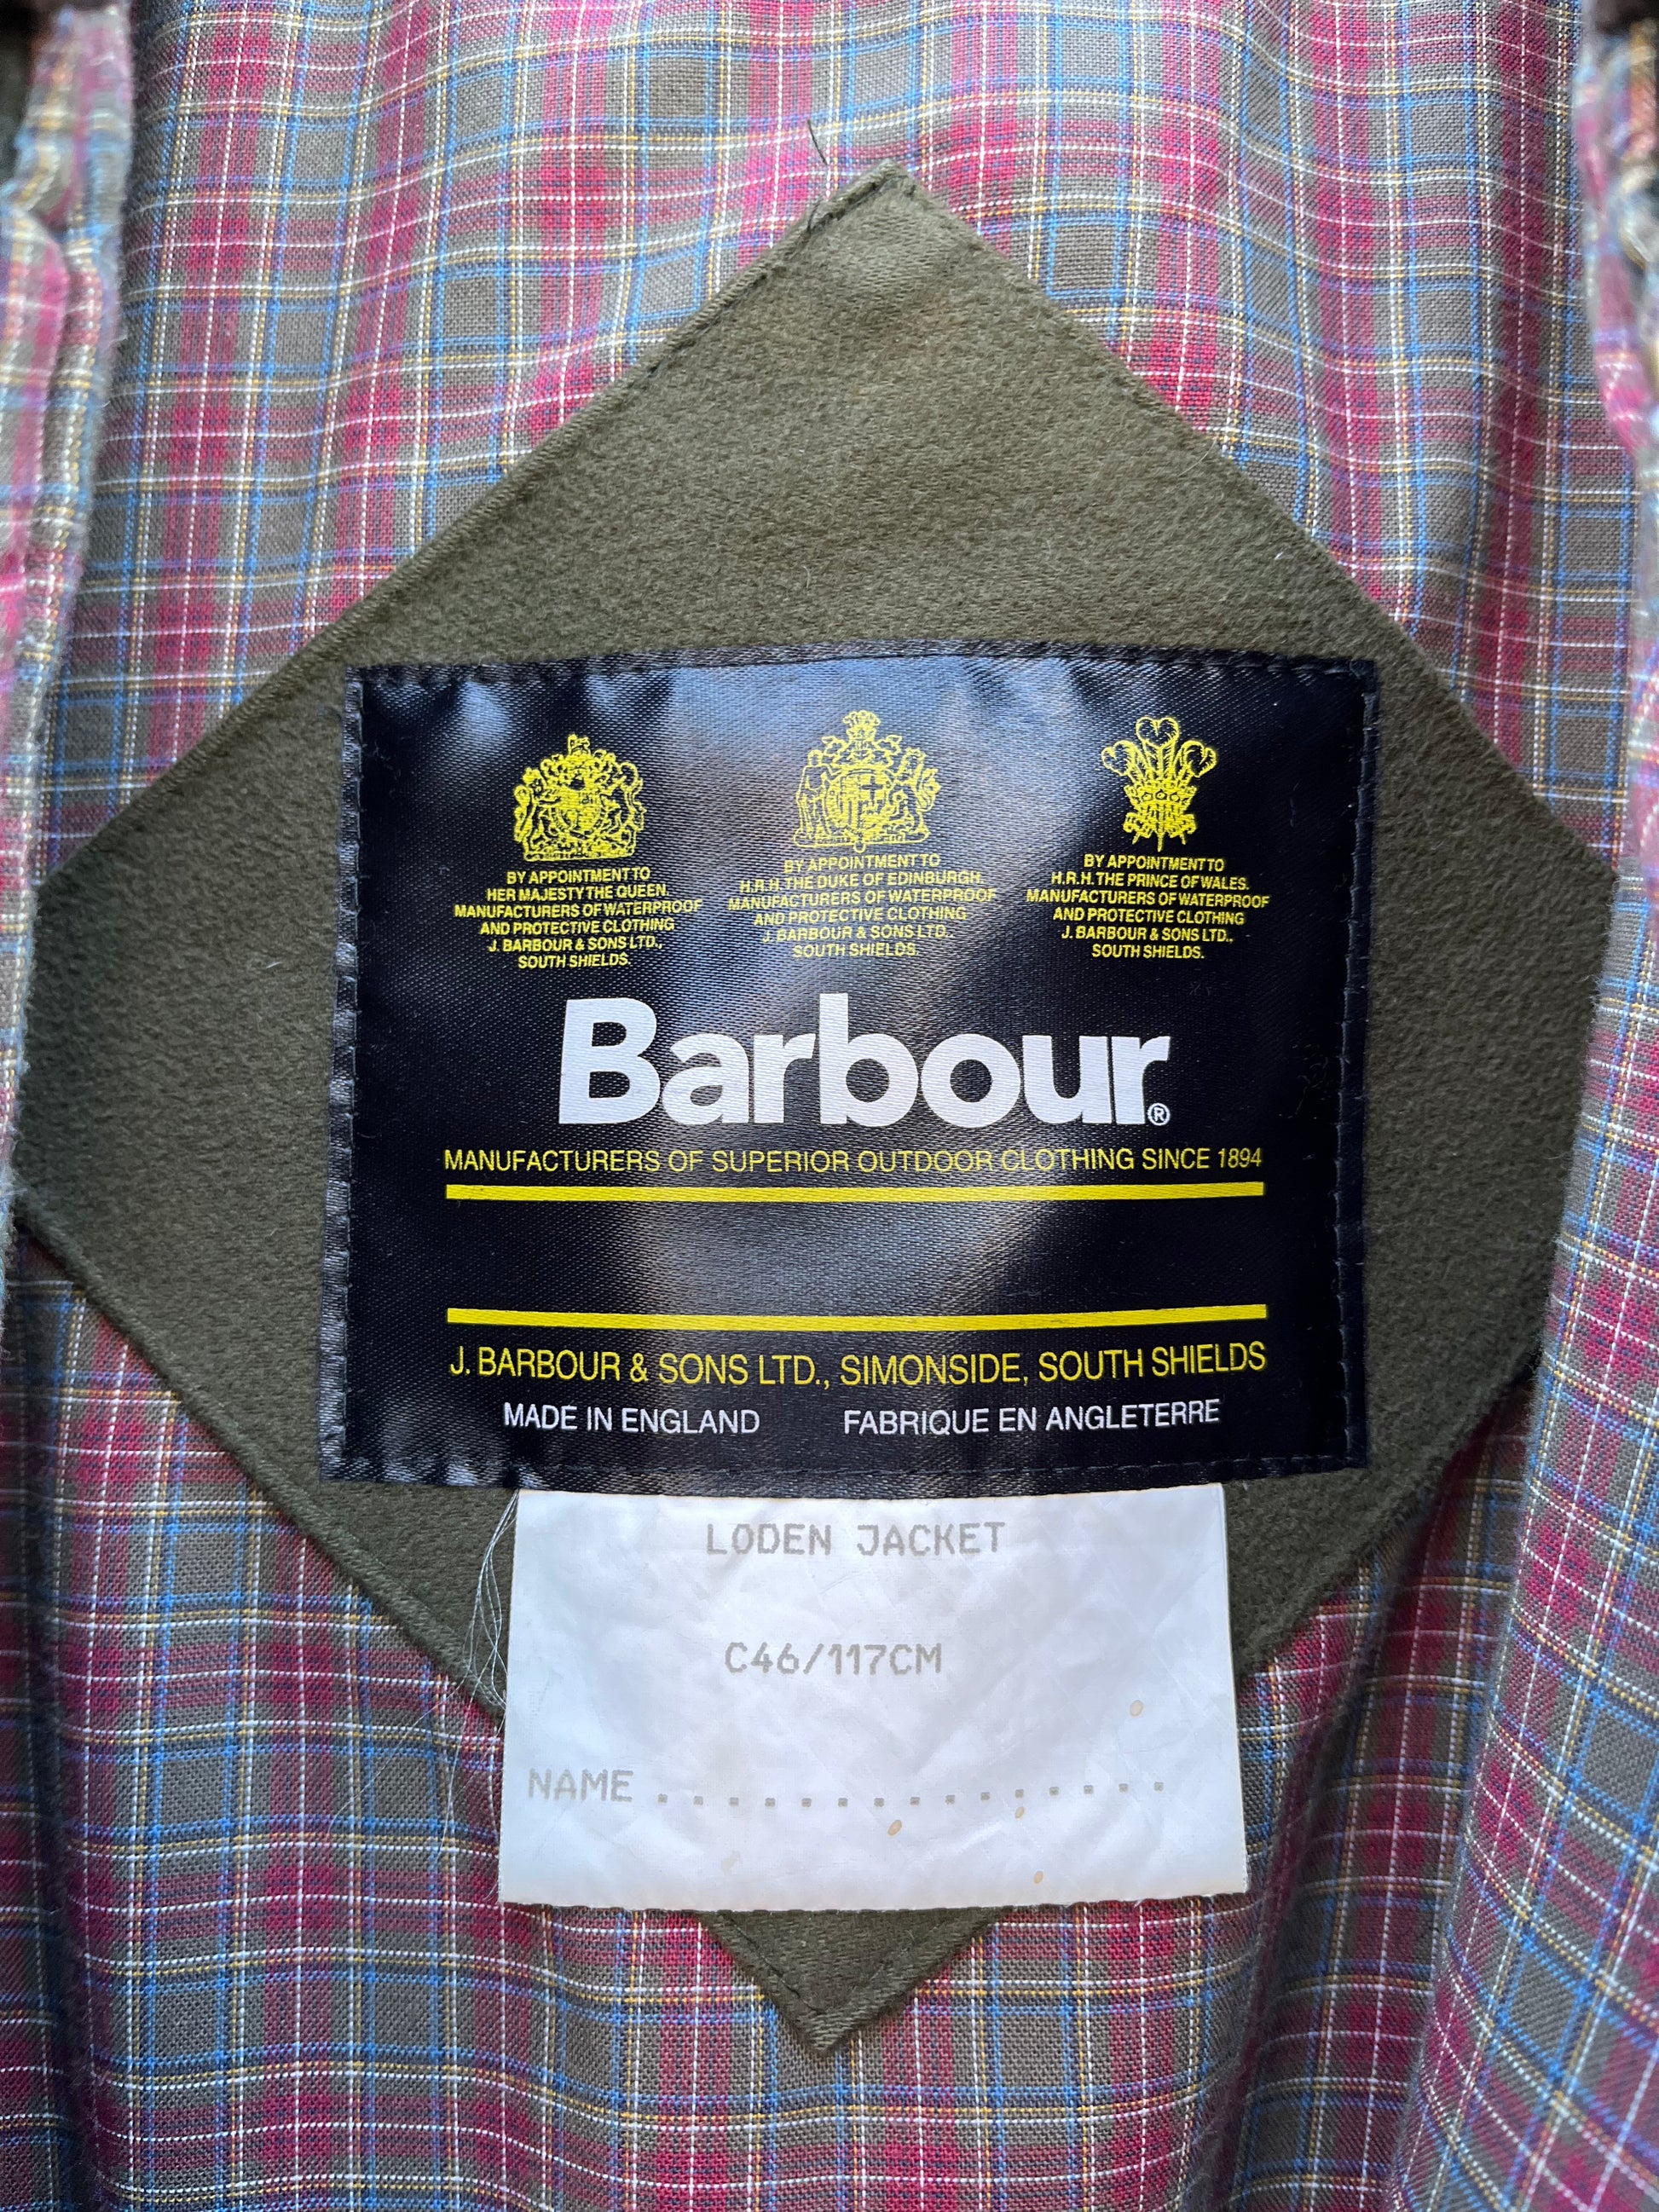 BY APPOINTMENT TO
HER MAJESTY THE QUEEN.
MANUFACTURERS OF WATERPROOF
AND PROTECTIVE CLOTHING
J. BARBOUR & SONS LTD.,
SOUTH SHIELDS.
BY APPOINTMENT TO
H.R.H. THE DUKE OF EDINBURGH.
MANUFACTURERS OF WATERPROOF
AND PROTECTIVE CLOTHING
J. BARBOUR & SONS LTD.,
SOUTH SHIELDS.
BY APPOINTMENT TO
H.R.H. THE PRINCE OF WALES.
MANUFACTURERS OF WATERPROOF
AND PROTECTIVE CLOTHING
J. BARBOUR & SONS LTD.,
SOUTH SHIELDS.
Barbour®
MANUFACTURERS OF SUPERIOR OUTDOOR CLOTHING SINCE 1894
J. BARBOUR & SONS LTD., SIMONSIDE, SOUTH SHIELDS
MADE IN ENGLAND FABRIQUE EN ANGLETERRE
LODEN JACKET
C46/117CM
NAME ...............